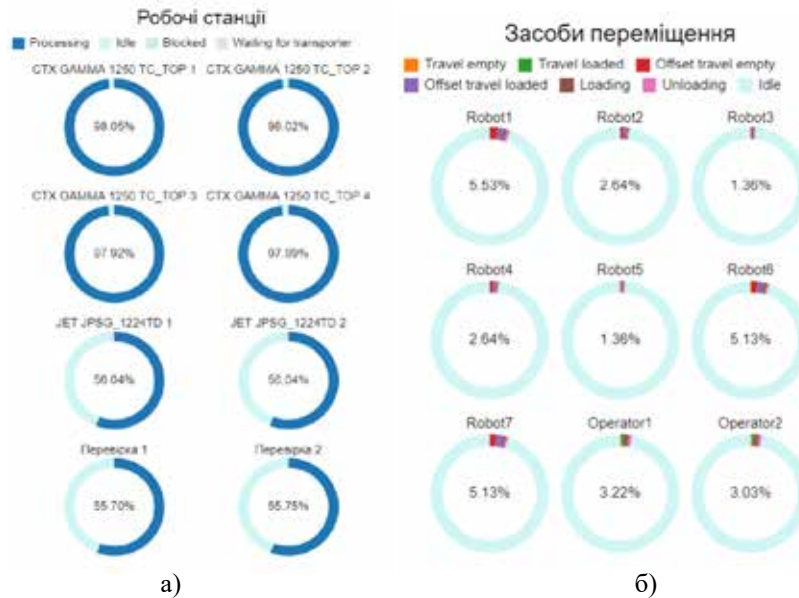 Робочі станції
Processing Idle Blocked Waiting for transporter
CTX GAMMA 1250 TC_TOP 1 CTX GAMMA 1250 TC_TOP 2
98.05% 98.02%
CTX GAMMA 1250 TC_TOP 3 CTX GAMMA 1250 TC_TOP 4
97.92% 97.99%
JET JPSG_1224TD 1 JET JPSG_1224TD 2
56.04%
Перевірка 1 Перевірка 2
55.70% 55.75%
а)
Засоби переміщення
Travel empty Travel loaded Offset travel empty
Offset travel loaded Loading Unloading Idle
Robot1 Robot2 Robot3
5.53% 2.64% 1.36%
Robot4 Robot5 Robot6
2.64% 1.36% 5.13%
Robot7 Operator1 Operator2
5.13% 3.22% 3.03%
б)